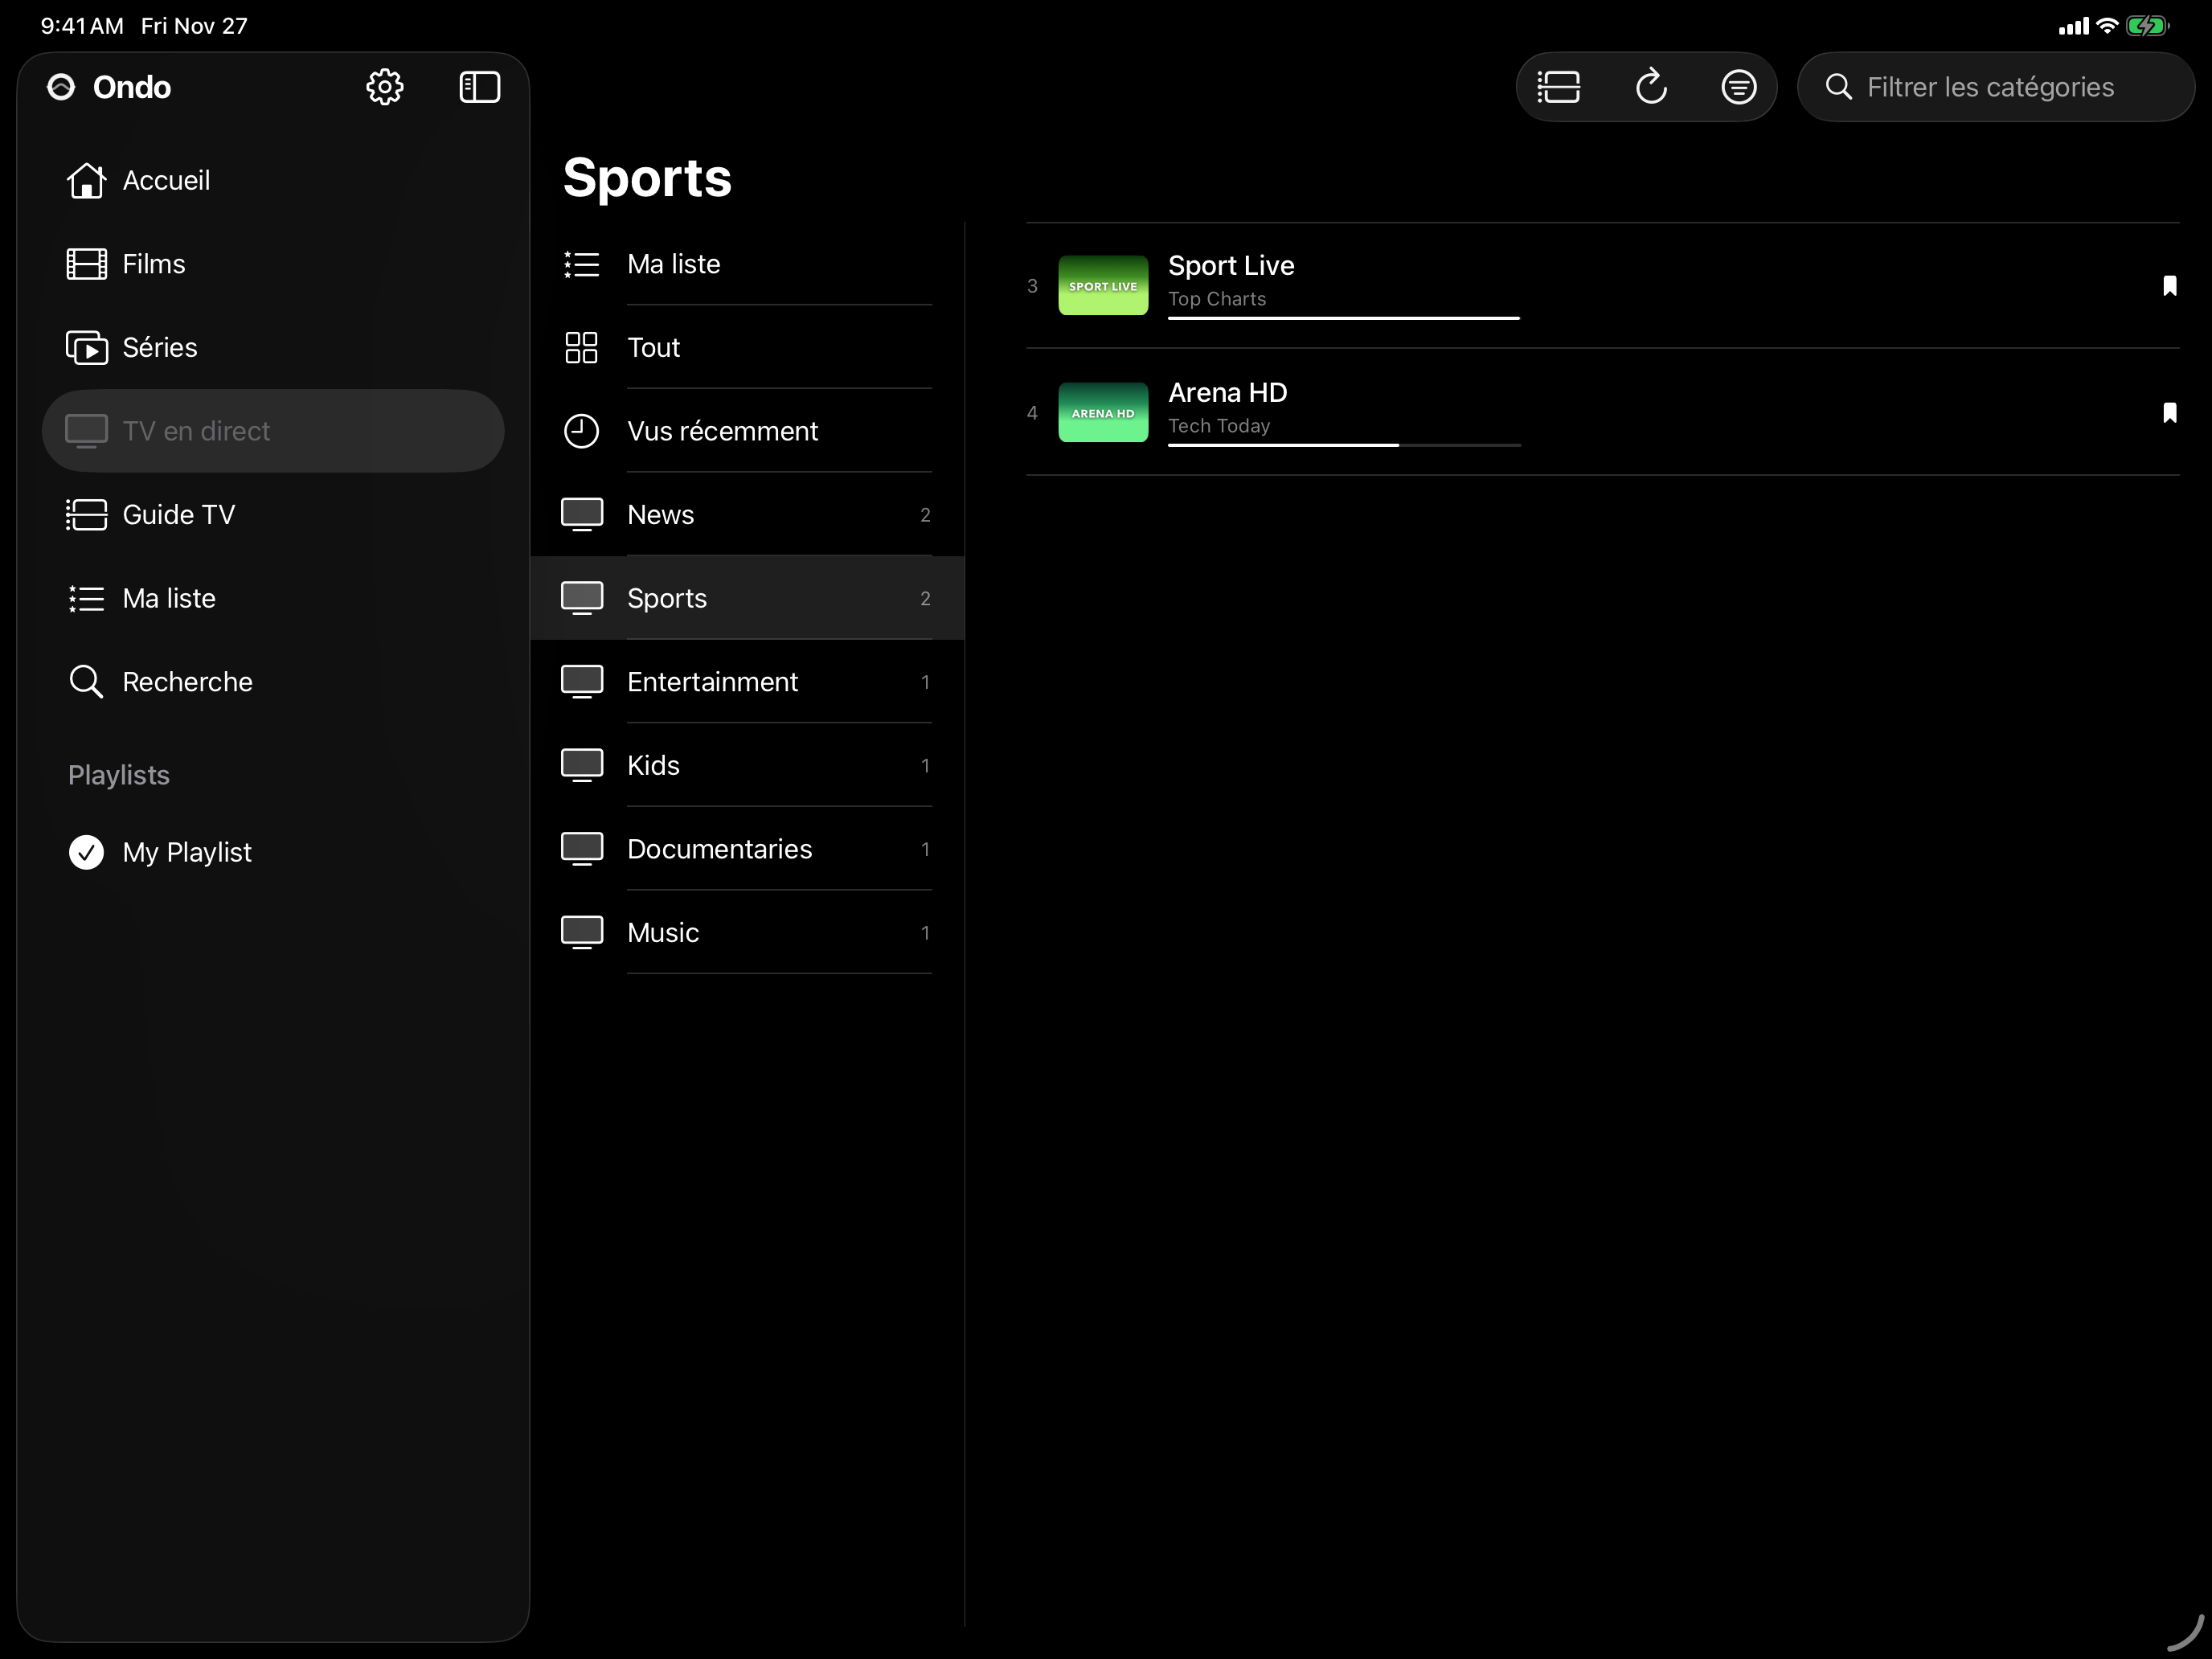 9:41 AM Fri Nov 27
Ondo
Filtrer les catégories
Accueil
Films
Séries
TV en direct
Guide TV
Ma liste
Recherche
Playlists
My Playlist
Sports
Ma liste
Tout
Vus récemment
News 2
Sports 2
Entertainment 1
Kids 1
Documentaries 1
Music 1
3
SPORT LIVE
Sport Live
Top Charts
4
ARENA HD
Arena HD
Tech Today